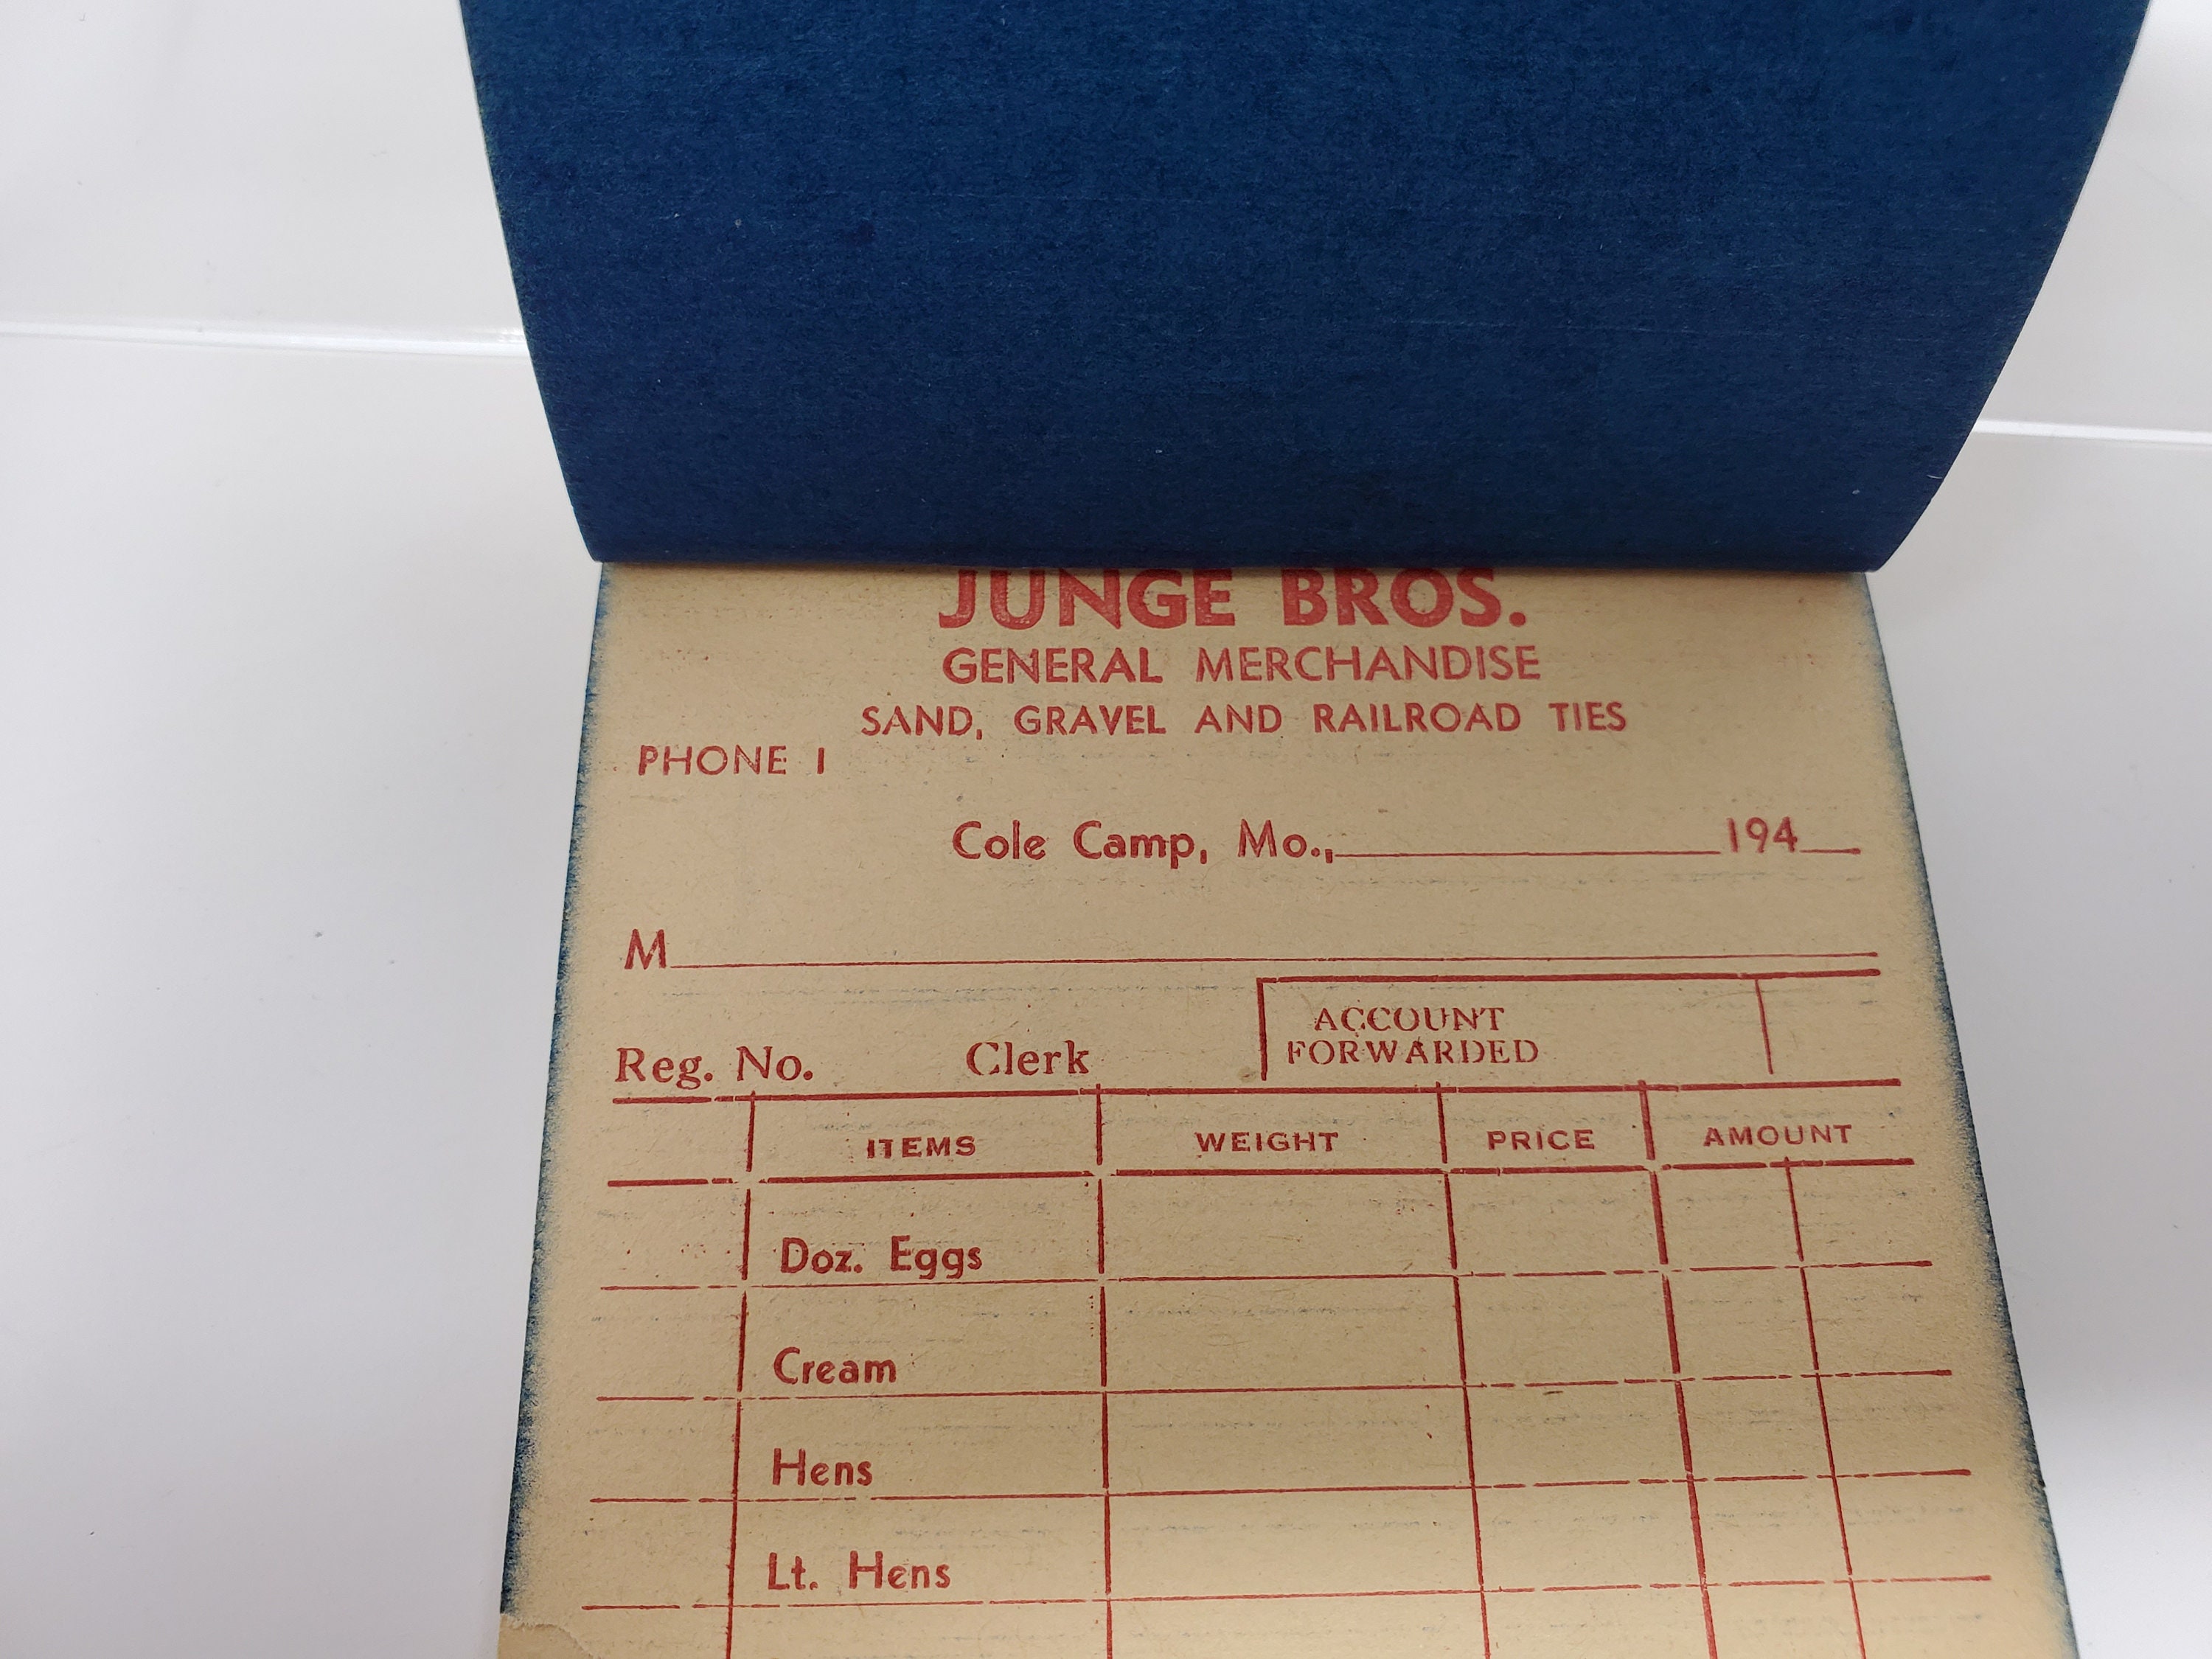 JUNGE BROS.
GENERAL MERCHANDISE
SAND, GRAVEL AND RAILROAD TIES
PHONE 1
Cole Camp, Mo., 194
M
ACCOUNT
FORWARDED
Reg. No. Clerk
ITEMS WEIGHT PRICE AMOUNT
Doz. Eggs
Cream
Hens
Lt. Hens